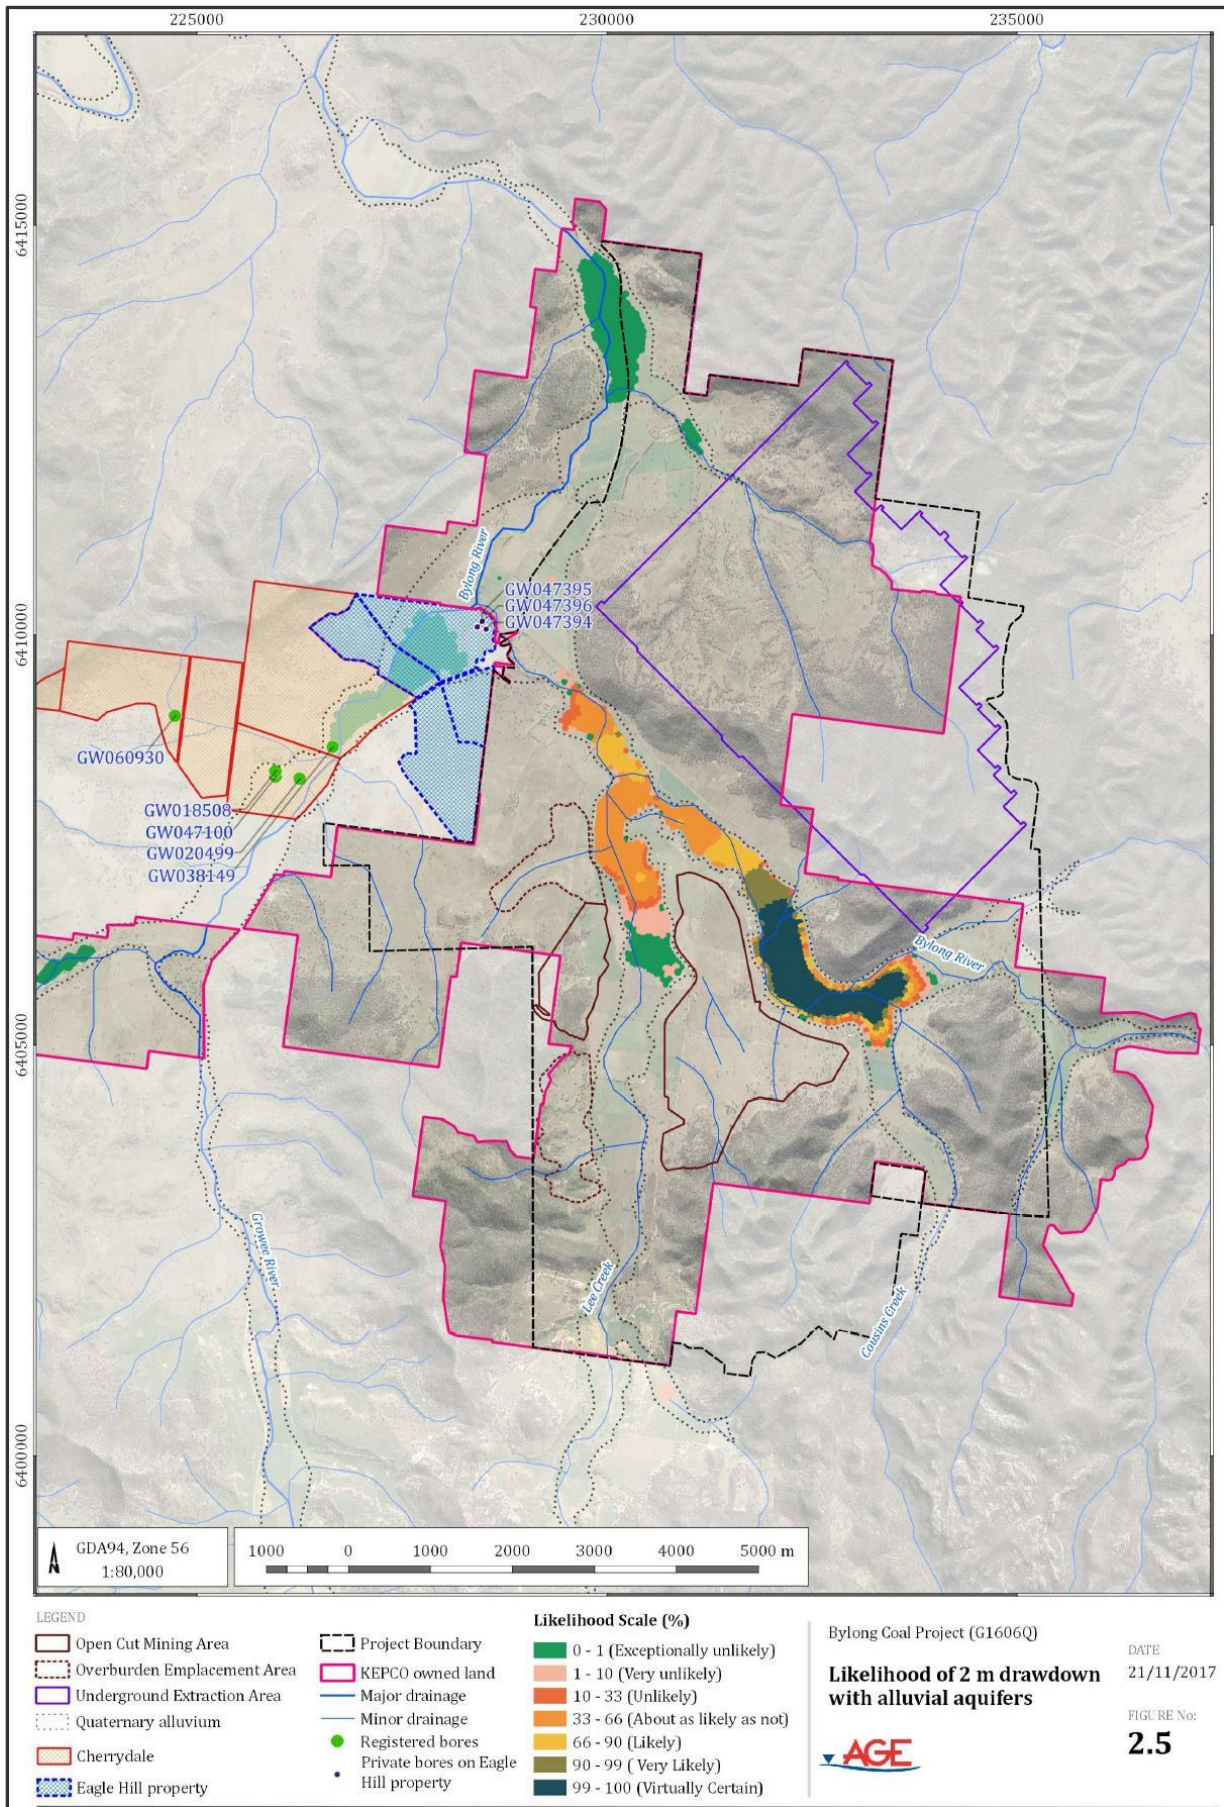 225000
230000
235000
6415000
6410000
6405000
6400000
Bylong River
GW047395
GW047396
GW047394
GW060930
GW018508
GW047100
GW020499
GW038149
Bylong River
Growee River
Lee Creek
Cousins Creek
N
GDA94, Zone 56
1:80,000
1000 0 1000 2000 3000 4000 5000 m
LEGEND
Open Cut Mining Area
Overburden Emplacement Area
Underground Extraction Area
Quaternary alluvium
Cherrydale
Eagle Hill property
Project Boundary
KEPCO owned land
Major drainage
Minor drainage
Registered bores
Private bores on Eagle
Hill property
Likelihood Scale (%)
0 - 1 (Exceptionally unlikely)
1 - 10 (Very unlikely)
10 - 33 (Unlikely)
33 - 66 (About as likely as not)
66 - 90 (Likely)
90 - 99 ( Very Likely)
99 - 100 (Virtually Certain)
Bylong Coal Project (G1606Q)
Likelihood of 2 m drawdown
with alluvial aquifers
AGE
DATE
21/11/2017
FIGURE No:
2.5